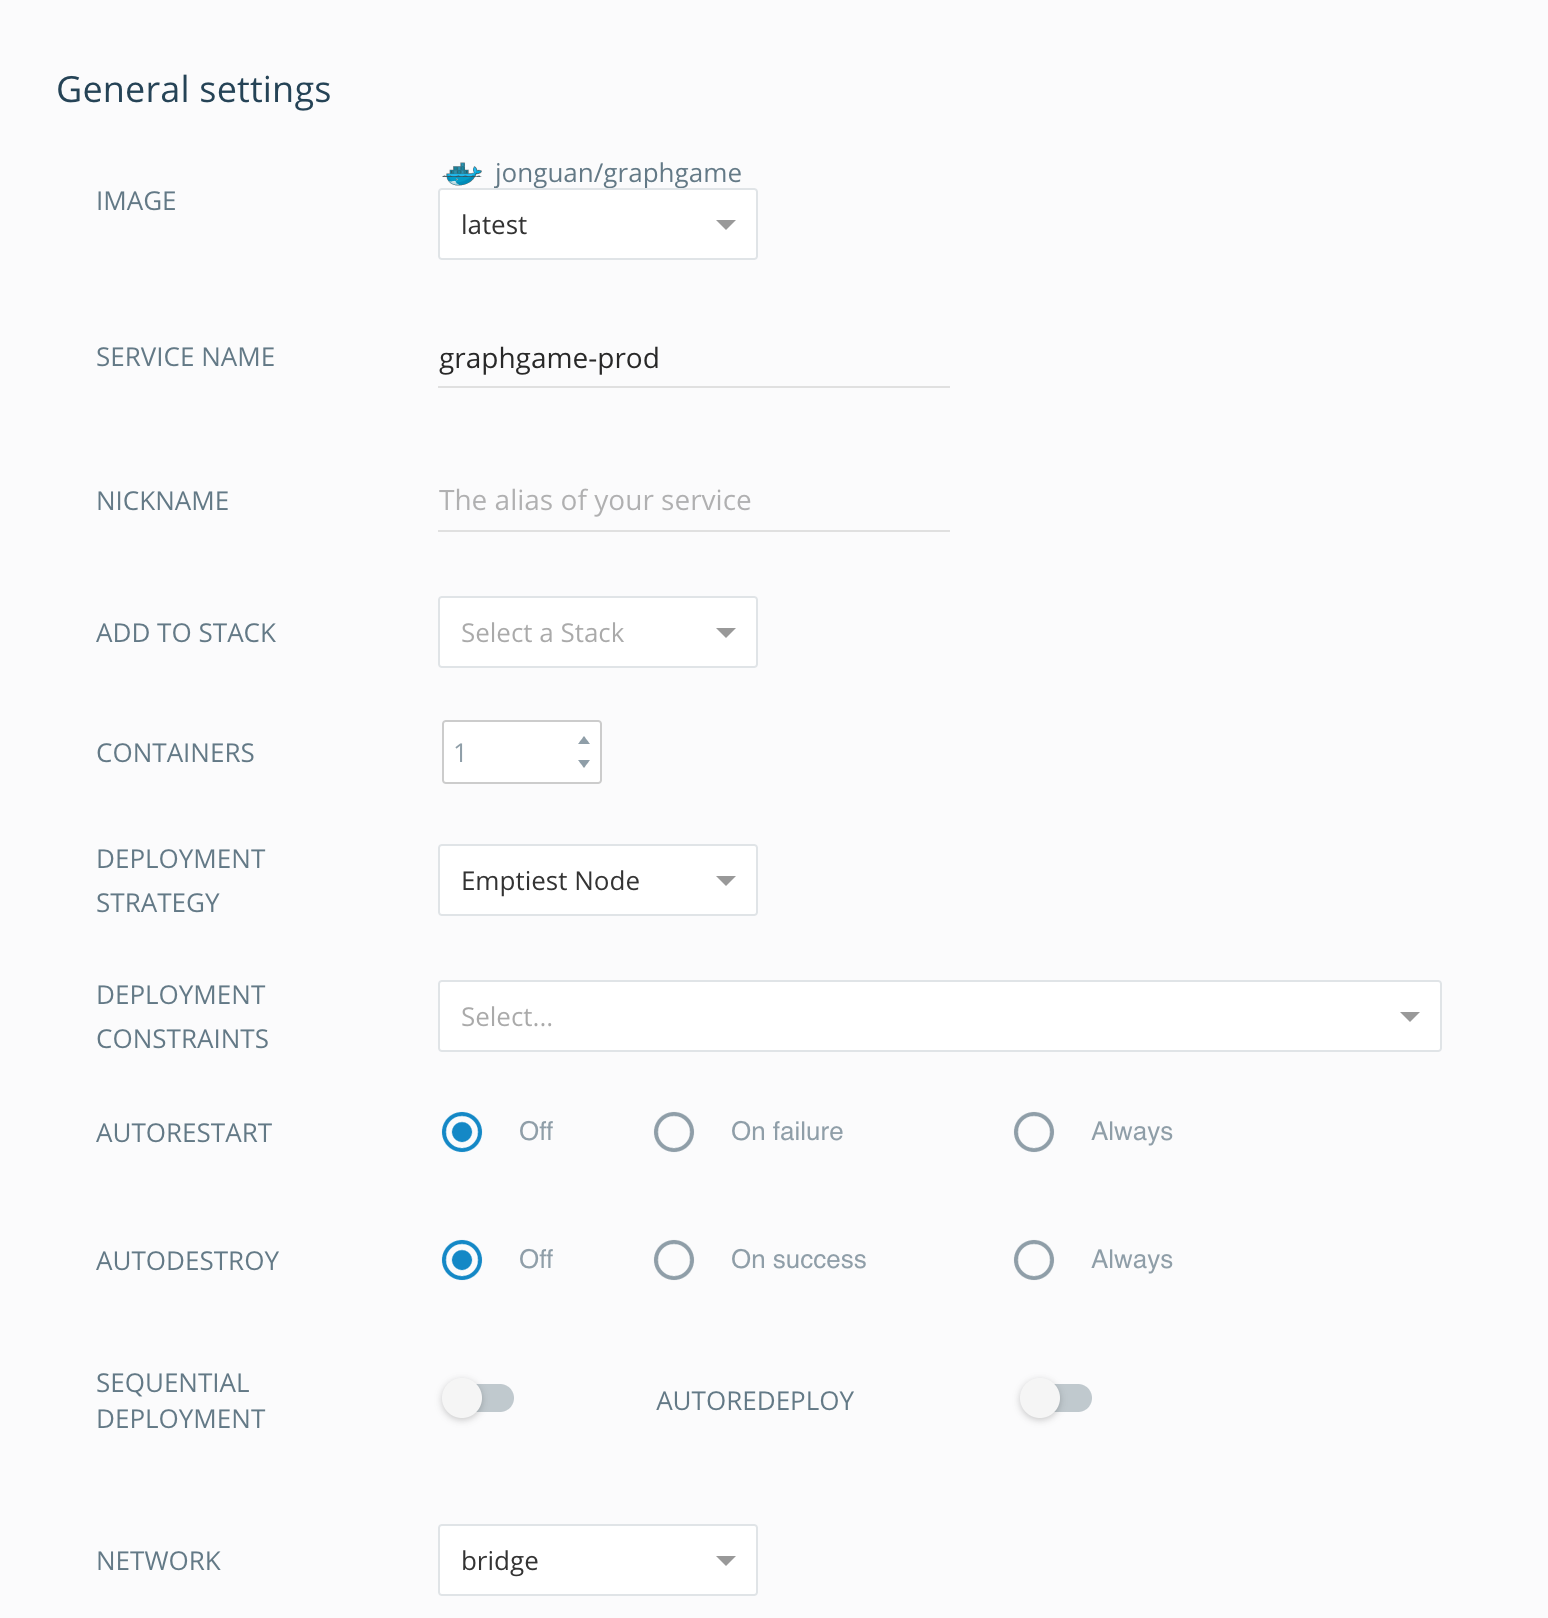 General settings
IMAGE
jonguan/graphgame
latest
SERVICE NAME
graphgame-prod
NICKNAME
The alias of your service
ADD TO STACK
Select a Stack
CONTAINERS
1
DEPLOYMENT
STRATEGY
Emptiest Node
DEPLOYMENT
CONSTRAINTS
Select...
AUTORESTART
Off
On failure
Always
AUTODESTROY
Off
On success
Always
SEQUENTIAL
DEPLOYMENT
AUTOREDEPLOY
NETWORK
bridge